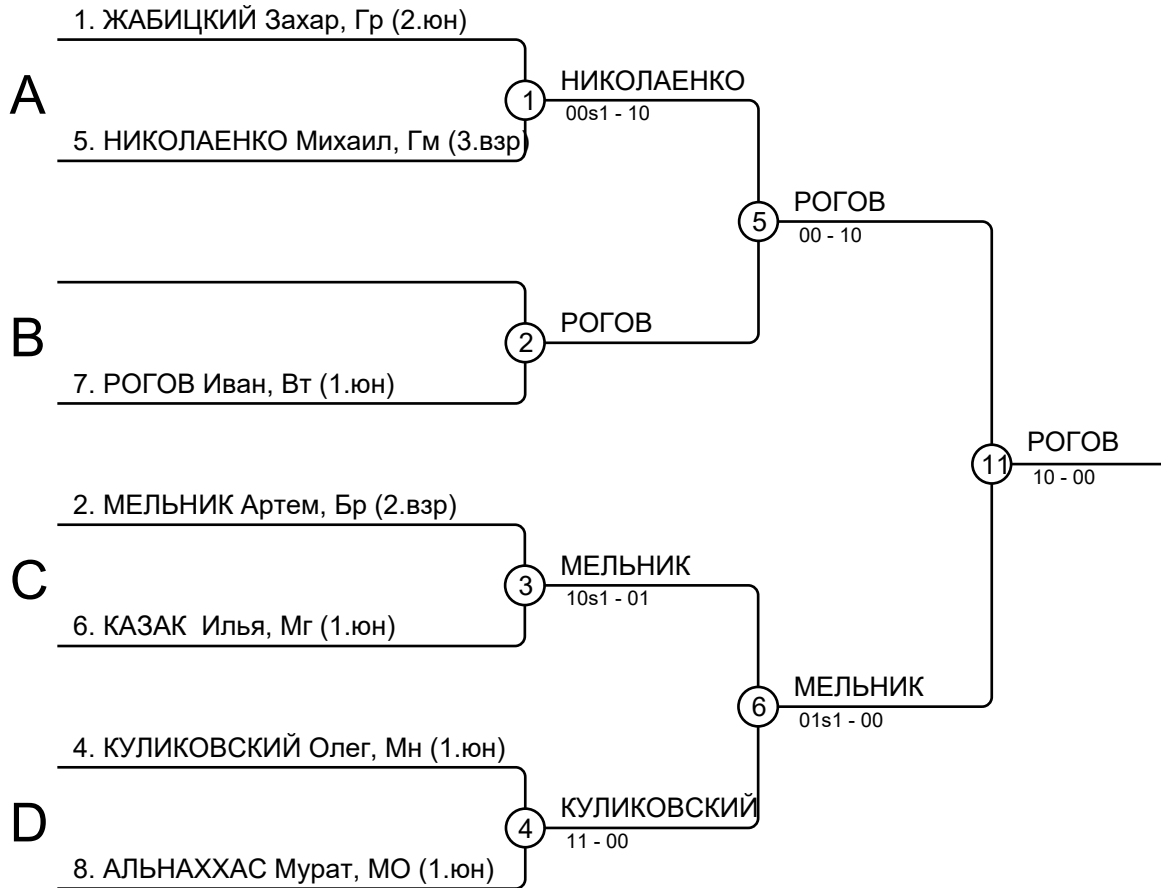 1. ЖАБИЦКИЙ Захар, Гр (2.юн)
A
1
НИКОЛАЕНКО
00s1 - 10
5. НИКОЛАЕНКО Михаил, Гм (3.взр)
5
РОГОВ
00 - 10
B
2
РОГОВ
7. РОГОВ Иван, Вт (1.юн)
11
РОГОВ
10 - 00
2. МЕЛЬНИК Артем, Бр (2.взр)
C
3
МЕЛЬНИК
10s1 - 01
6. КАЗАК  Илья, Мг (1.юн)
6
МЕЛЬНИК
01s1 - 00
4. КУЛИКОВСКИЙ Олег, Мн (1.юн)
D
4
КУЛИКОВСКИЙ
11 - 00
8. АЛЬНАХХАС Мурат, МО (1.юн)